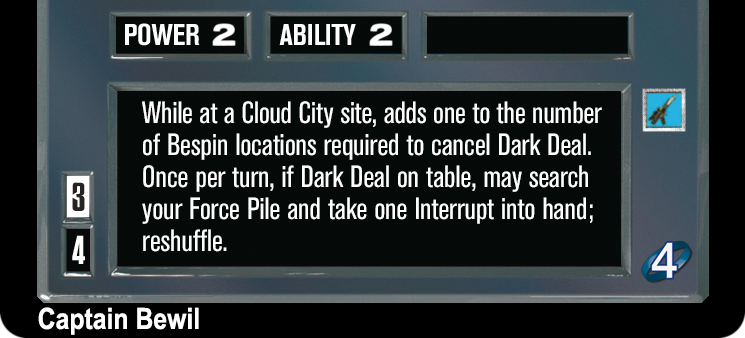 POWER 2 ABILITY 2
While at a Cloud City site, adds one to the number
of Bespin locations required to cancel Dark Deal.
Once per turn, if Dark Deal on table, may search
your Force Pile and take one Interrupt into hand;
reshuffle.
3
4
4
Captain Bewil